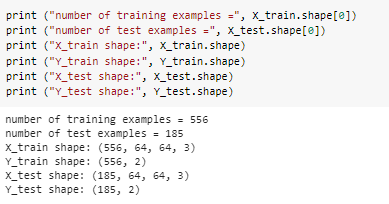 print ("number of training examples =", X_train.shape[0])
print ("number of test examples =", X_test.shape[0])
print ("X_train shape:", X_train.shape)
print ("Y_train shape:", Y_train.shape)
print ("X_test shape:", X_test.shape)
print ("Y_test shape:", Y_test.shape)
number of training examples = 556
number of test examples = 185
X_train shape: (556, 64, 64, 3)
Y_train shape: (556, 2)
X_test shape: (185, 64, 64, 3)
Y_test shape: (185, 2)